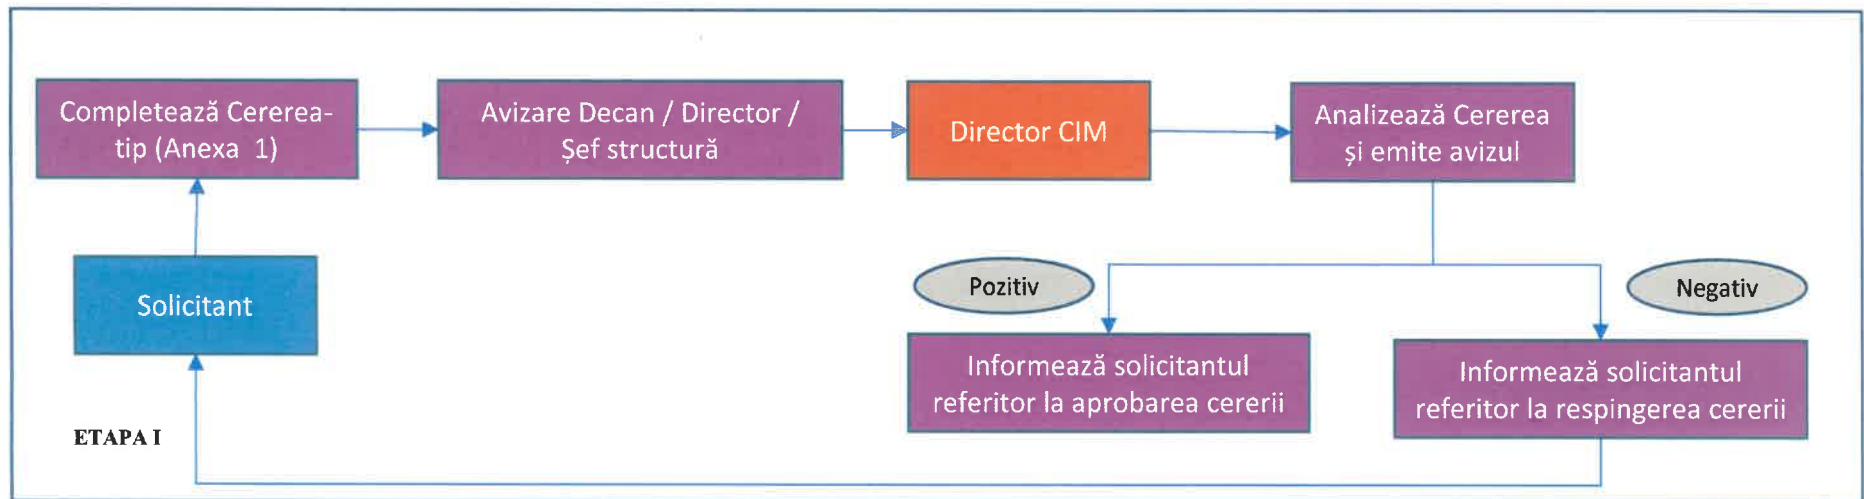 Completează Cererea-
tip (Anexa 1)
Avizare Decan / Director /
Șef structură
Director CIM
Analizează Cererea
și emite avizul
Solicitant
Pozitiv
Negativ
Informează solicitantul
referitor la aprobarea cererii
Informează solicitantul
referitor la respingerea cererii
ETAPA I